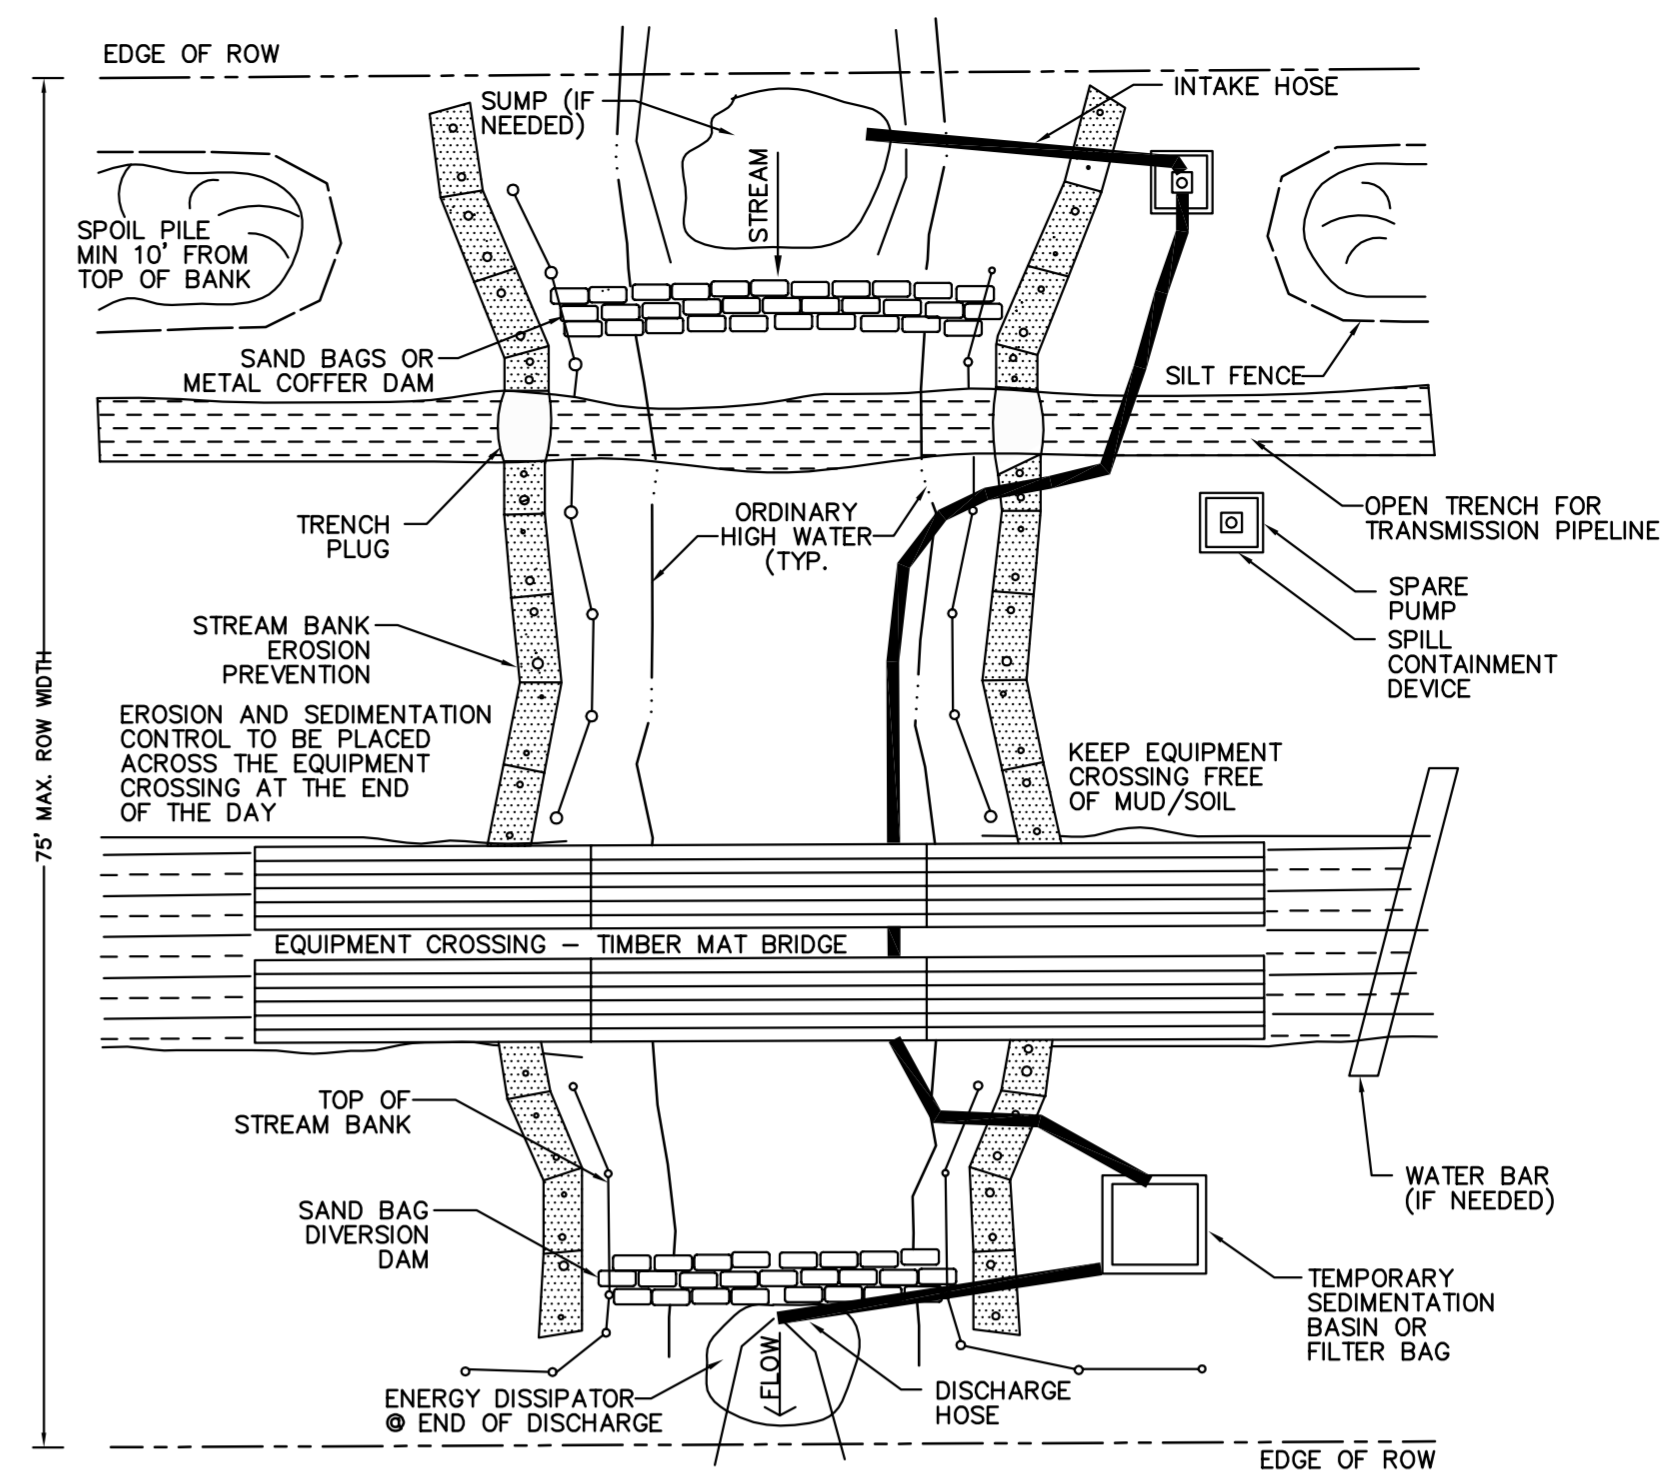 EDGE OF ROW
INTAKE HOSE
SUMP (IF
NEEDED)
STREAM
SPOIL PILE
MIN 10' FROM
TOP OF BANK
SAND BAGS OR
METAL COFFER DAM
SILT FENCE
TRENCH
PLUG
ORDINARY
HIGH WATER
(TYP.
OPEN TRENCH FOR
TRANSMISSION PIPELINE
SPARE
PUMP
SPILL
CONTAINMENT
DEVICE
STREAM BANK
EROSION
PREVENTION
75' MAX. ROW WIDTH
EROSION AND SEDIMENTATION
CONTROL TO BE PLACED
ACROSS THE EQUIPMENT
CROSSING AT THE END
OF THE DAY
KEEP EQUIPMENT
CROSSING FREE
OF MUD/SOIL
EQUIPMENT CROSSING – TIMBER MAT BRIDGE
TOP OF
STREAM BANK
WATER BAR
(IF NEEDED)
SAND BAG
DIVERSION
DAM
TEMPORARY
SEDIMENTATION
BASIN OR
FILTER BAG
FLOW
ENERGY DISSIPATOR
@ END OF DISCHARGE
DISCHARGE
HOSE
EDGE OF ROW